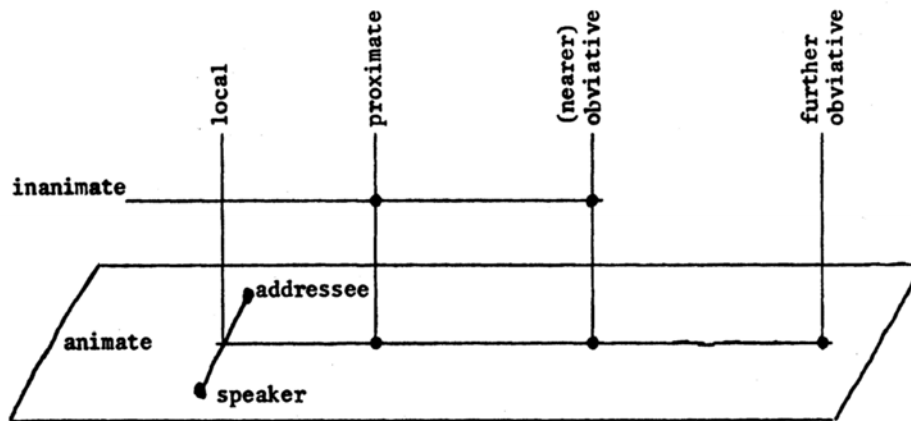 local
proximate
(nearer)
obviative
further
obviative
inanimate
addressee
animate
speaker